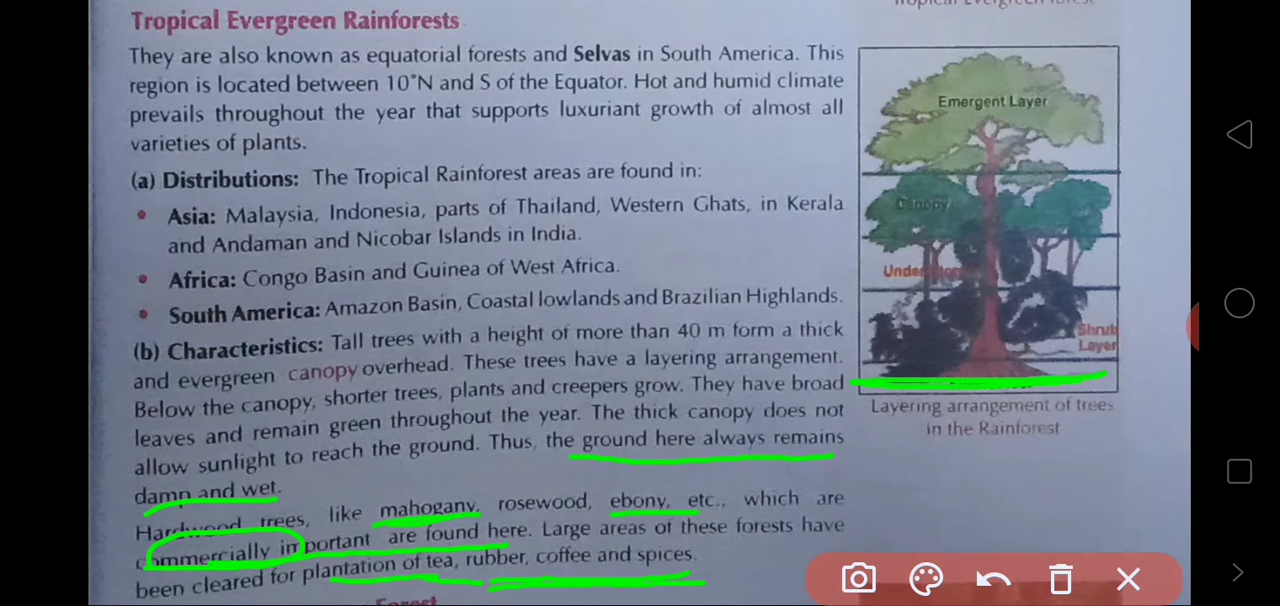 Tropical Evergreen Rainforests
They are also known as equatorial forests and Selvas in South America. This
region is located between 10°N and S of the Equator. Hot and humid climate
prevails throughout the year that supports luxuriant growth of almost all
varieties of plants.
(a) Distributions: The Tropical Rainforest areas are found in:
• Asia: Malaysia, Indonesia, parts of Thailand, Western Ghats, in Kerala
and Andaman and Nicobar Islands in India.
• Africa: Congo Basin and Guinea of West Africa.
• South America: Amazon Basin, Coastal lowlands and Brazilian Highlands.
(b) Characteristics: Tall trees with a height of more than 40 m form a thick
and evergreen canopy overhead. These trees have a layering arrangement.
Below the canopy, shorter trees, plants and creepers grow. They have broad
leaves and remain green throughout the year. The thick canopy does not
allow sunlight to reach the ground. Thus, the ground here always remains
damp and wet.
Hardwood trees, like mahogany, rosewood, ebony, etc., which are
commercially important are found here. Large areas of these forests have
been cleared for plantation of tea, rubber, coffee and spices.
Forest
Emergent Layer
Canopy
Shrub
Layer
Layering arrangement of trees
in the Rainforest